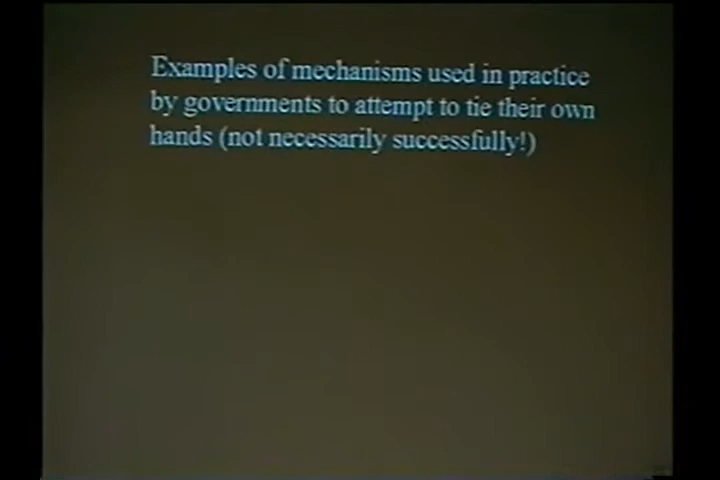 Examples of mechanisms used in practice
by governments to attempt to tie their own
hands (not necessarily successfully!)